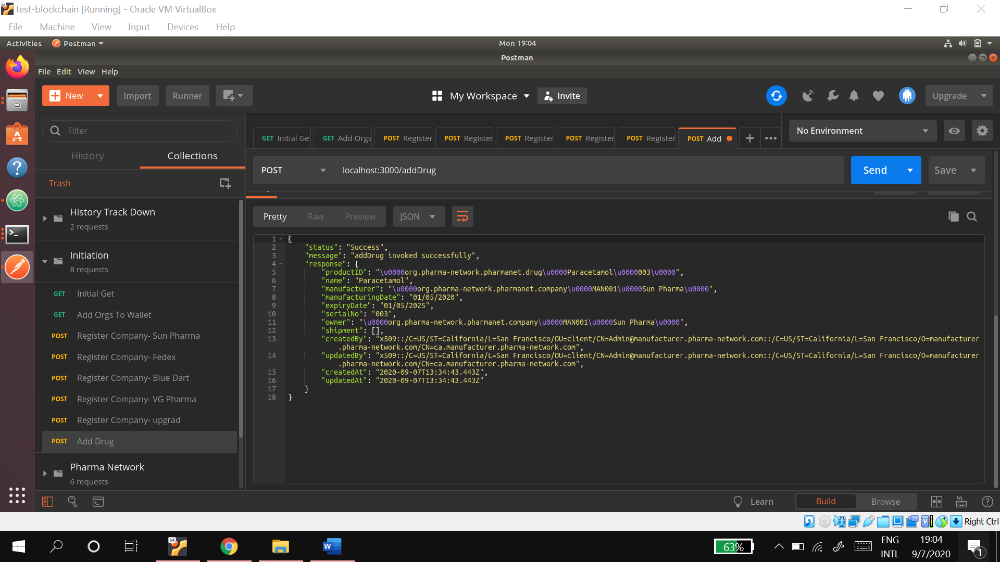 test-blockchain [Running] - Oracle VM VirtualBox
File Machine View Input Devices Help
Activities Postman Mon 19:04
Postman
File Edit View Help
New Import Runner My Workspace Invite Upgrade
Filter
History Collections
GET Initial Ge GET Add Orgs POST Register POST Register POST Register POST Register POST Register POST Add No Environment
Trash
POST localhost:3000/addDrug Send Save
History Track Down
2 requests
Initiation
8 requests
GET Initial Get
GET Add Orgs To Wallet
POST Register Company- Sun Pharma
POST Register Company- Fedex
POST Register Company- Blue Dart
POST Register Company- VG Pharma
POST Register Company- upgrad
POST Add Drug
Pharma Network
6 requests
Pretty Raw Preview JSON
1 {
2 "status": "Success",
3 "message": "addDrug invoked successfully",
4 "response": {
5 "productID": "\u0000org.pharma-network.pharmanet.drug\u0000Paracetamol\u0000003\u0000",
6 "name": "Paracetamol",
7 "manufacturer": "\u0000org.pharma-network.pharmanet.company\u0000MAN001\u0000Sun Pharma\u0000",
8 "manufacturingDate": "01/05/2020",
9 "expiryDate": "01/05/2025",
10 "serialNo": "003",
11 "owner": "\u0000org.pharma-network.pharmanet.company\u0000MAN001\u0000Sun Pharma\u0000",
12 "shipment": [],
13 "createdBy": "x509::/C=US/ST=California/L=San Francisco/OU=client/CN=Admin@manufacturer.pharma-network.com::/C=US/ST=California/L=San Francisco/O=manufacturer
.pharma-network.com/CN=ca.manufacturer.pharma-network.com",
14 "updatedBy": "x509::/C=US/ST=California/L=San Francisco/OU=client/CN=Admin@manufacturer.pharma-network.com::/C=US/ST=California/L=San Francisco/O=manufacturer
.pharma-network.com/CN=ca.manufacturer.pharma-network.com",
15 "createdAt": "2020-09-07T13:34:43.443Z",
16 "updatedAt": "2020-09-07T13:34:43.443Z"
17 }
18 }
Learn Build Browse
Right Ctrl
64
W
63%
ENG
INTL
19:04
9/7/2020
1